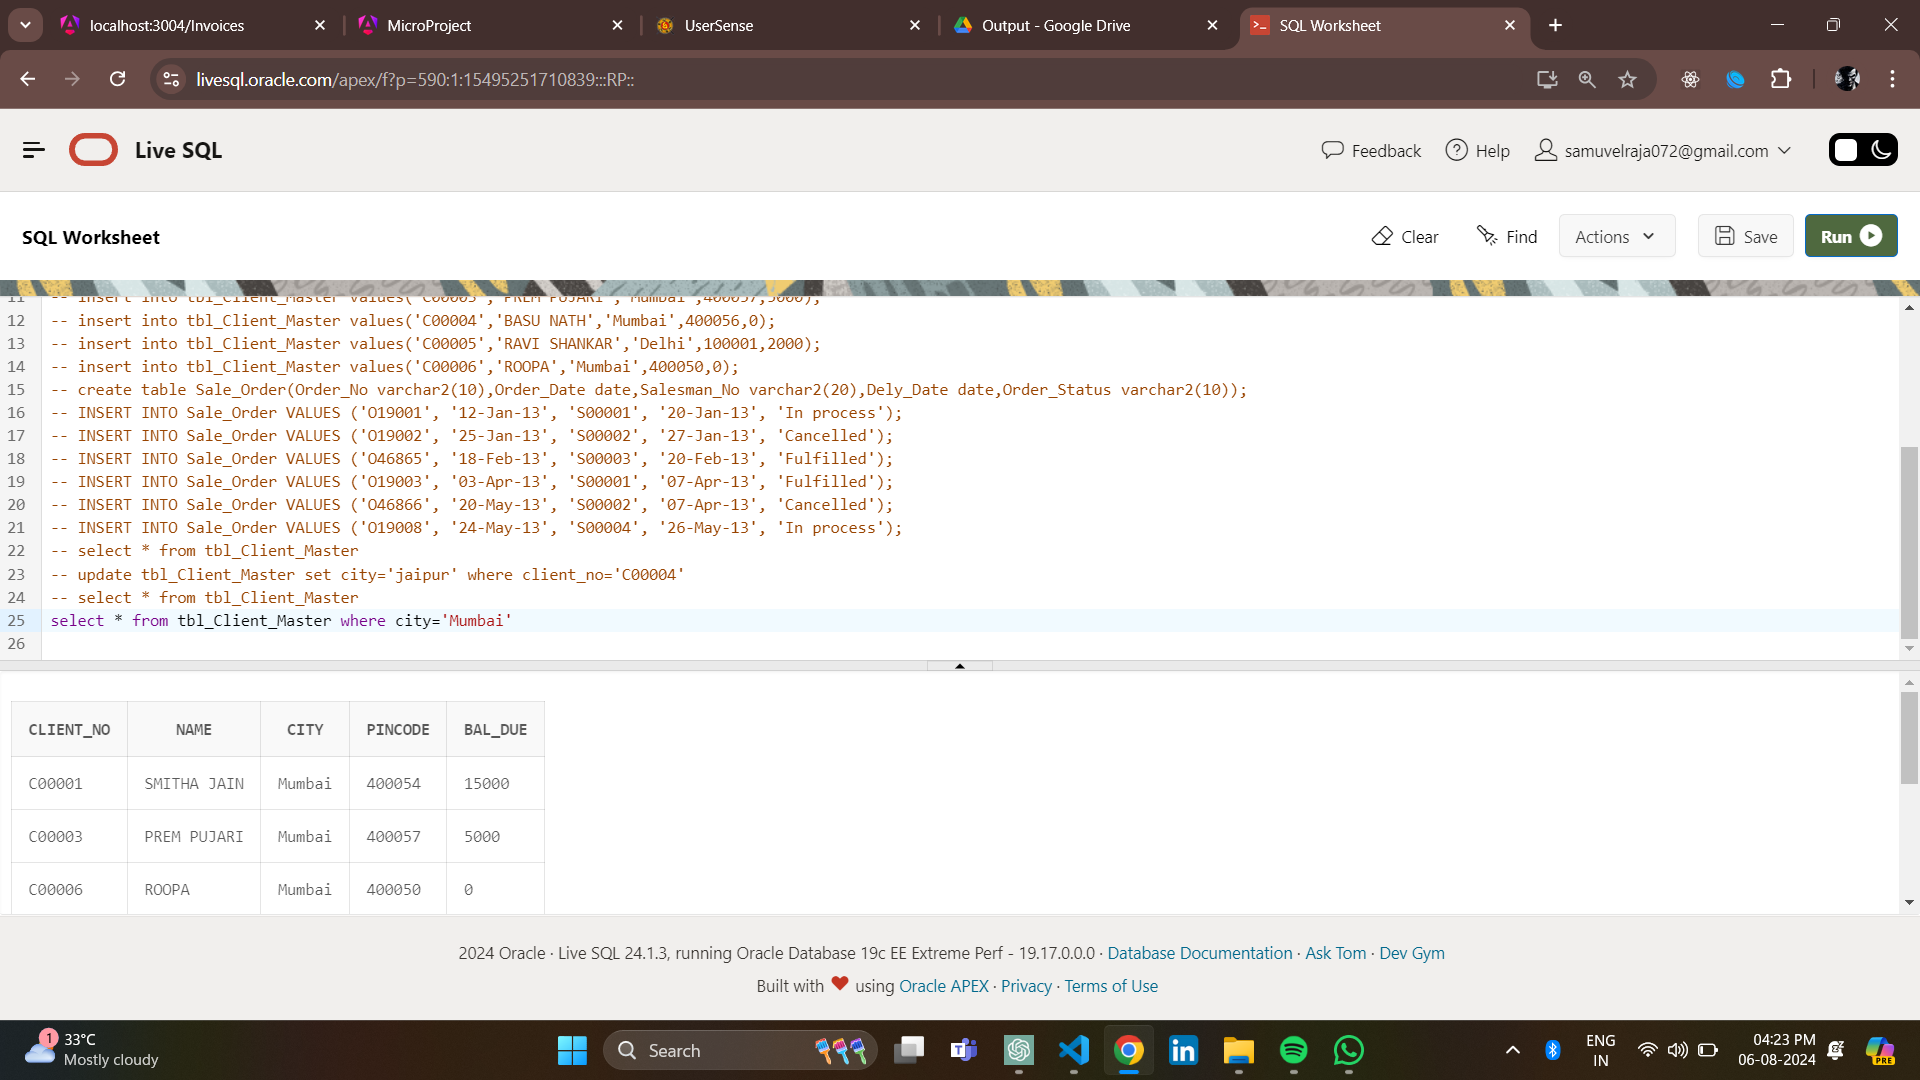 localhost:3004/Invoices
MicroProject
UserSense
Output - Google Drive
SQL Worksheet
livesql.oracle.com/apex/f?p=590:1:15495251710839:::RP::
Live SQL
Feedback
Help
samuvelraja072@gmail.com
SQL Worksheet
Clear
Find
Actions
Save
Run
11 -- insert into tbl_Client_Master values('C00003','PREM PUJARI','Mumbai',400057,5000);
12 -- insert into tbl_Client_Master values('C00004','BASU NATH','Mumbai',400056,0);
13 -- insert into tbl_Client_Master values('C00005','RAVI SHANKAR','Delhi',100001,2000);
14 -- insert into tbl_Client_Master values('C00006','ROOPA','Mumbai',400050,0);
15 -- create table Sale_Order(Order_No varchar2(10),Order_Date date,Salesman_No varchar2(20),Dely_Date date,Order_Status varchar2(10));
16 -- INSERT INTO Sale_Order VALUES ('O19001', '12-Jan-13', 'S00001', '20-Jan-13', 'In process');
17 -- INSERT INTO Sale_Order VALUES ('O19002', '25-Jan-13', 'S00002', '27-Jan-13', 'Cancelled');
18 -- INSERT INTO Sale_Order VALUES ('O46865', '18-Feb-13', 'S00003', '20-Feb-13', 'Fulfilled');
19 -- INSERT INTO Sale_Order VALUES ('O19003', '03-Apr-13', 'S00001', '07-Apr-13', 'Fulfilled');
20 -- INSERT INTO Sale_Order VALUES ('O46866', '20-May-13', 'S00002', '07-Apr-13', 'Cancelled');
21 -- INSERT INTO Sale_Order VALUES ('O19008', '24-May-13', 'S00004', '26-May-13', 'In process');
22 -- select * from tbl_Client_Master
23 -- update tbl_Client_Master set city='jaipur' where client_no='C00004'
24 -- select * from tbl_Client_Master
25 select * from tbl_Client_Master where city='Mumbai'
26
CLIENT_NO NAME CITY PINCODE BAL_DUE
C00001 SMITHA JAIN Mumbai 400054 15000
C00003 PREM PUJARI Mumbai 400057 5000
C00006 ROOPA Mumbai 400050 0
2024 Oracle · Live SQL 24.1.3, running Oracle Database 19c EE Extreme Perf - 19.17.0.0.0 · Database Documentation · Ask Tom · Dev Gym
Built with ❤ using Oracle APEX · Privacy · Terms of Use
1
33°C
Mostly cloudy
Search
ENG
IN
04:23 PM
06-08-2024
PRE